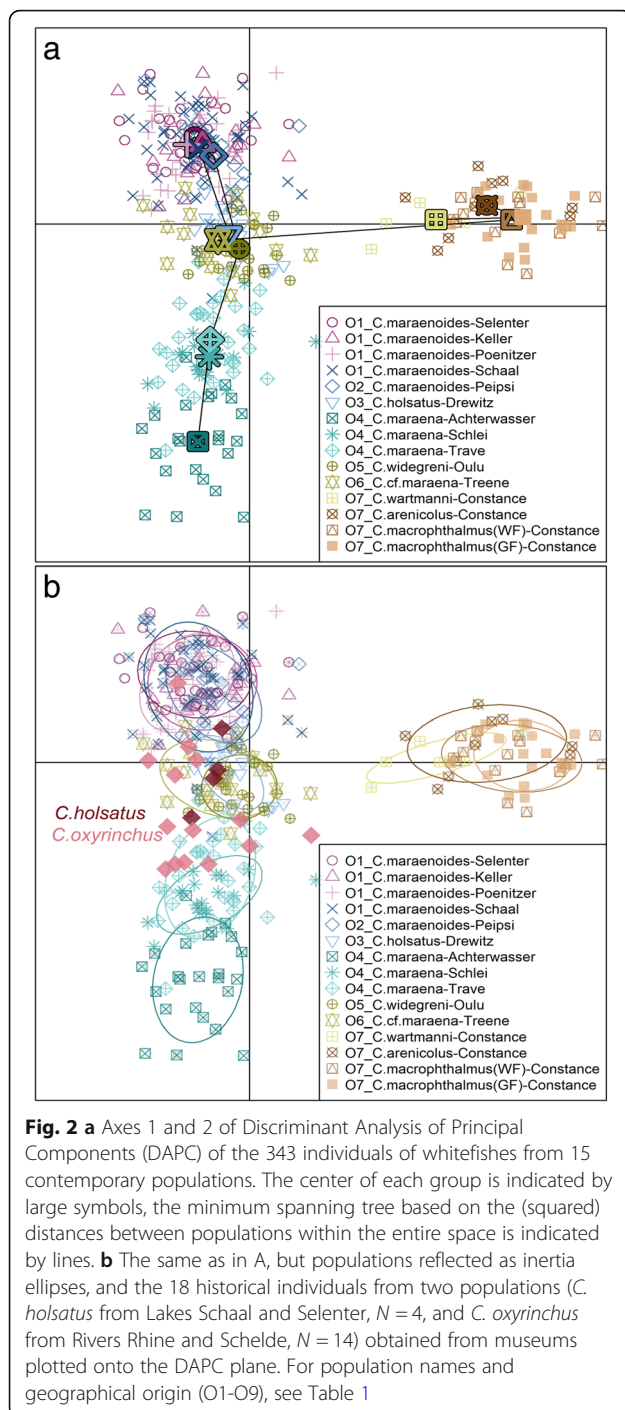 a
O1_C.maraenoides-Selenter
O1_C.maraenoides-Keller
O1_C.maraenoides-Poenitzer
O1_C.maraenoides-Schaal
O2_C.maraenoides-Peipsi
O3_C.holsatus-Drewitz
O4_C.maraena-Achterwasser
O4_C.maraena-Schlei
O4_C.maraena-Trave
O5_C.widegreni-Oulu
O6_C.cf.maraena-Treene
O7_C.wartmanni-Constance
O7_C.arenicolus-Constance
O7_C.macrophthalmus(WF)-Constance
O7_C.macrophthalmus(GF)-Constance
b
C.holsatus
C.oxyrinchus
O1_C.maraenoides-Selenter
O1_C.maraenoides-Keller
O1_C.maraenoides-Poenitzer
O1_C.maraenoides-Schaal
O2_C.maraenoides-Peipsi
O3_C.holsatus-Drewitz
O4_C.maraena-Achterwasser
O4_C.maraena-Schlei
O4_C.maraena-Trave
O5_C.widegreni-Oulu
O6_C.cf.maraena-Treene
O7_C.wartmanni-Constance
O7_C.arenicolus-Constance
O7_C.macrophthalmus(WF)-Constance
O7_C.macrophthalmus(GF)-Constance
Fig. 2 a Axes 1 and 2 of Discriminant Analysis of Principal
Components (DAPC) of the 343 individuals of whitefishes from 15
contemporary populations. The center of each group is indicated by
large symbols, the minimum spanning tree based on the (squared)
distances between populations within the entire space is indicated
by lines. b The same as in A, but populations reflected as inertia
ellipses, and the 18 historical individuals from two populations (C.
holsatus from Lakes Schaal and Selenter, N = 4, and C. oxyrinchus
from Rivers Rhine and Schelde, N = 14) obtained from museums
plotted onto the DAPC plane. For population names and
geographical origin (O1-O9), see Table 1